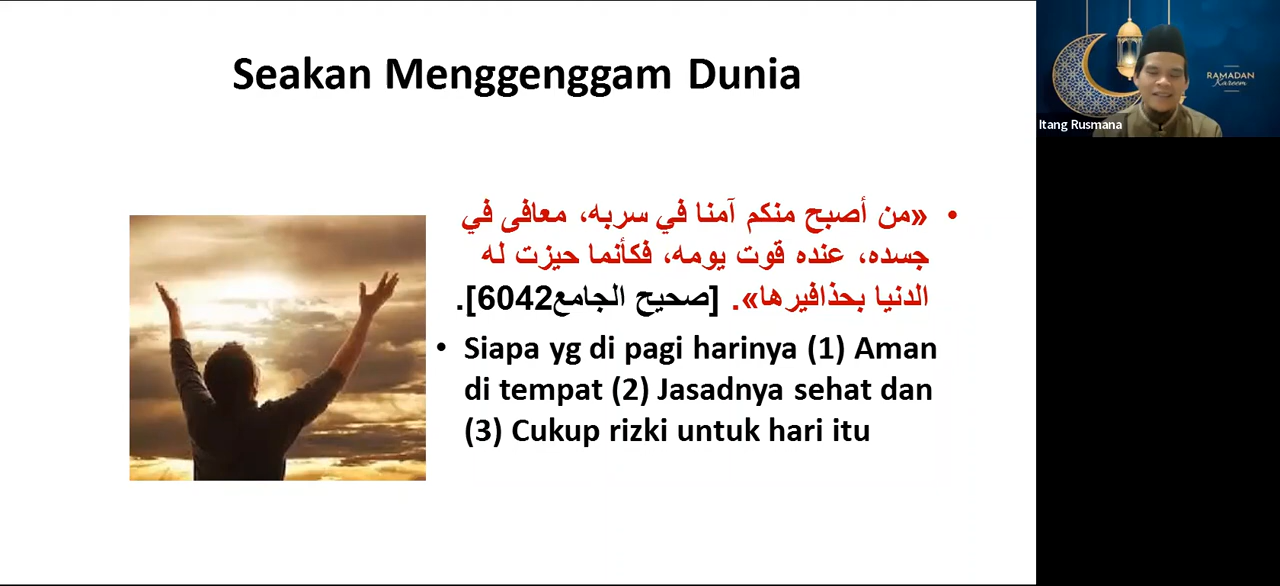 Seakan Menggenggam Dunia
• «من أصبح منكم آمنا في سربه، معافى في
جسده، عنده قوت يومه، فكأنما حيزت له
الدنيا بحذافيرها». [صحيح الجامع6042].
• Siapa yg di pagi harinya (1) Aman
di tempat (2) Jasadnya sehat dan
(3) Cukup rizki untuk hari itu
RAMADAN
Kareem
Itang Rusmana